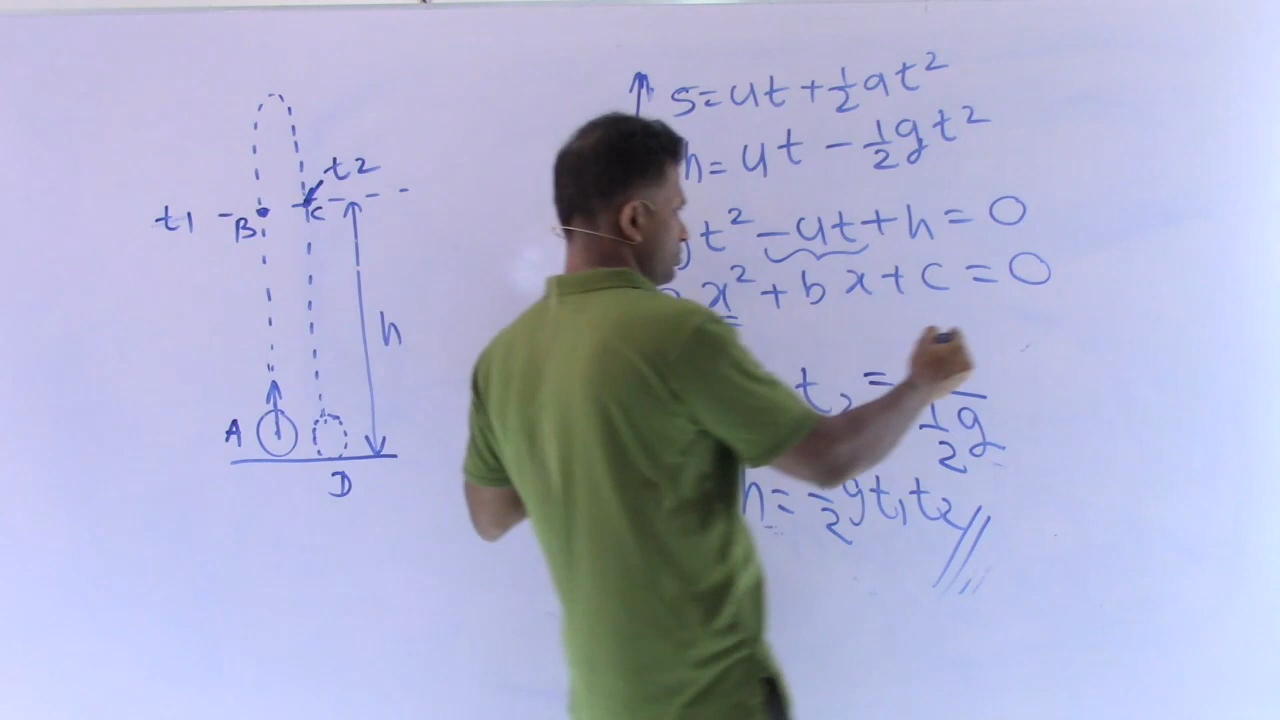 t2
t1
B
C
h
A
D
S=ut+½at²
h=ut-½gt²
t²-ut+h=0
x²+bx+c=0
t₂=
½g
h=½gt₁t₂